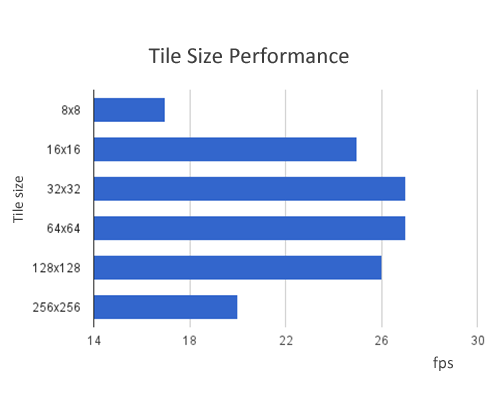 Tile Size Performance
Tile size
8x8
16x16
32x32
64x64
128x128
256x256
14 18 22 26 30
fps